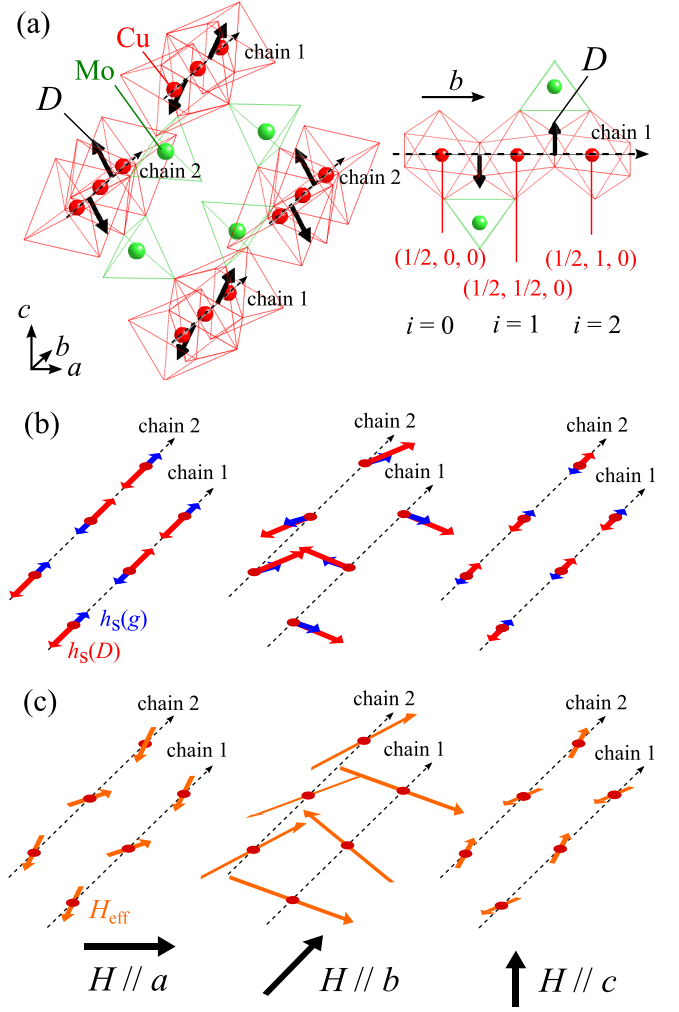 (a)
Cu
chain 1
Mo
D
chain 2
chain 2
chain 1
c
b
a
D
b
chain 1
(1/2, 0, 0)
(1/2, 1, 0)
(1/2, 1/2, 0)
i = 0
i = 1
i = 2
(b)
chain 2
chain 1
hS(g)
hS(D)
chain 2
chain 1
chain 2
chain 1
(c)
chain 2
chain 1
Heff
chain 2
chain 1
chain 2
chain 1
H // a
H // b
H // c